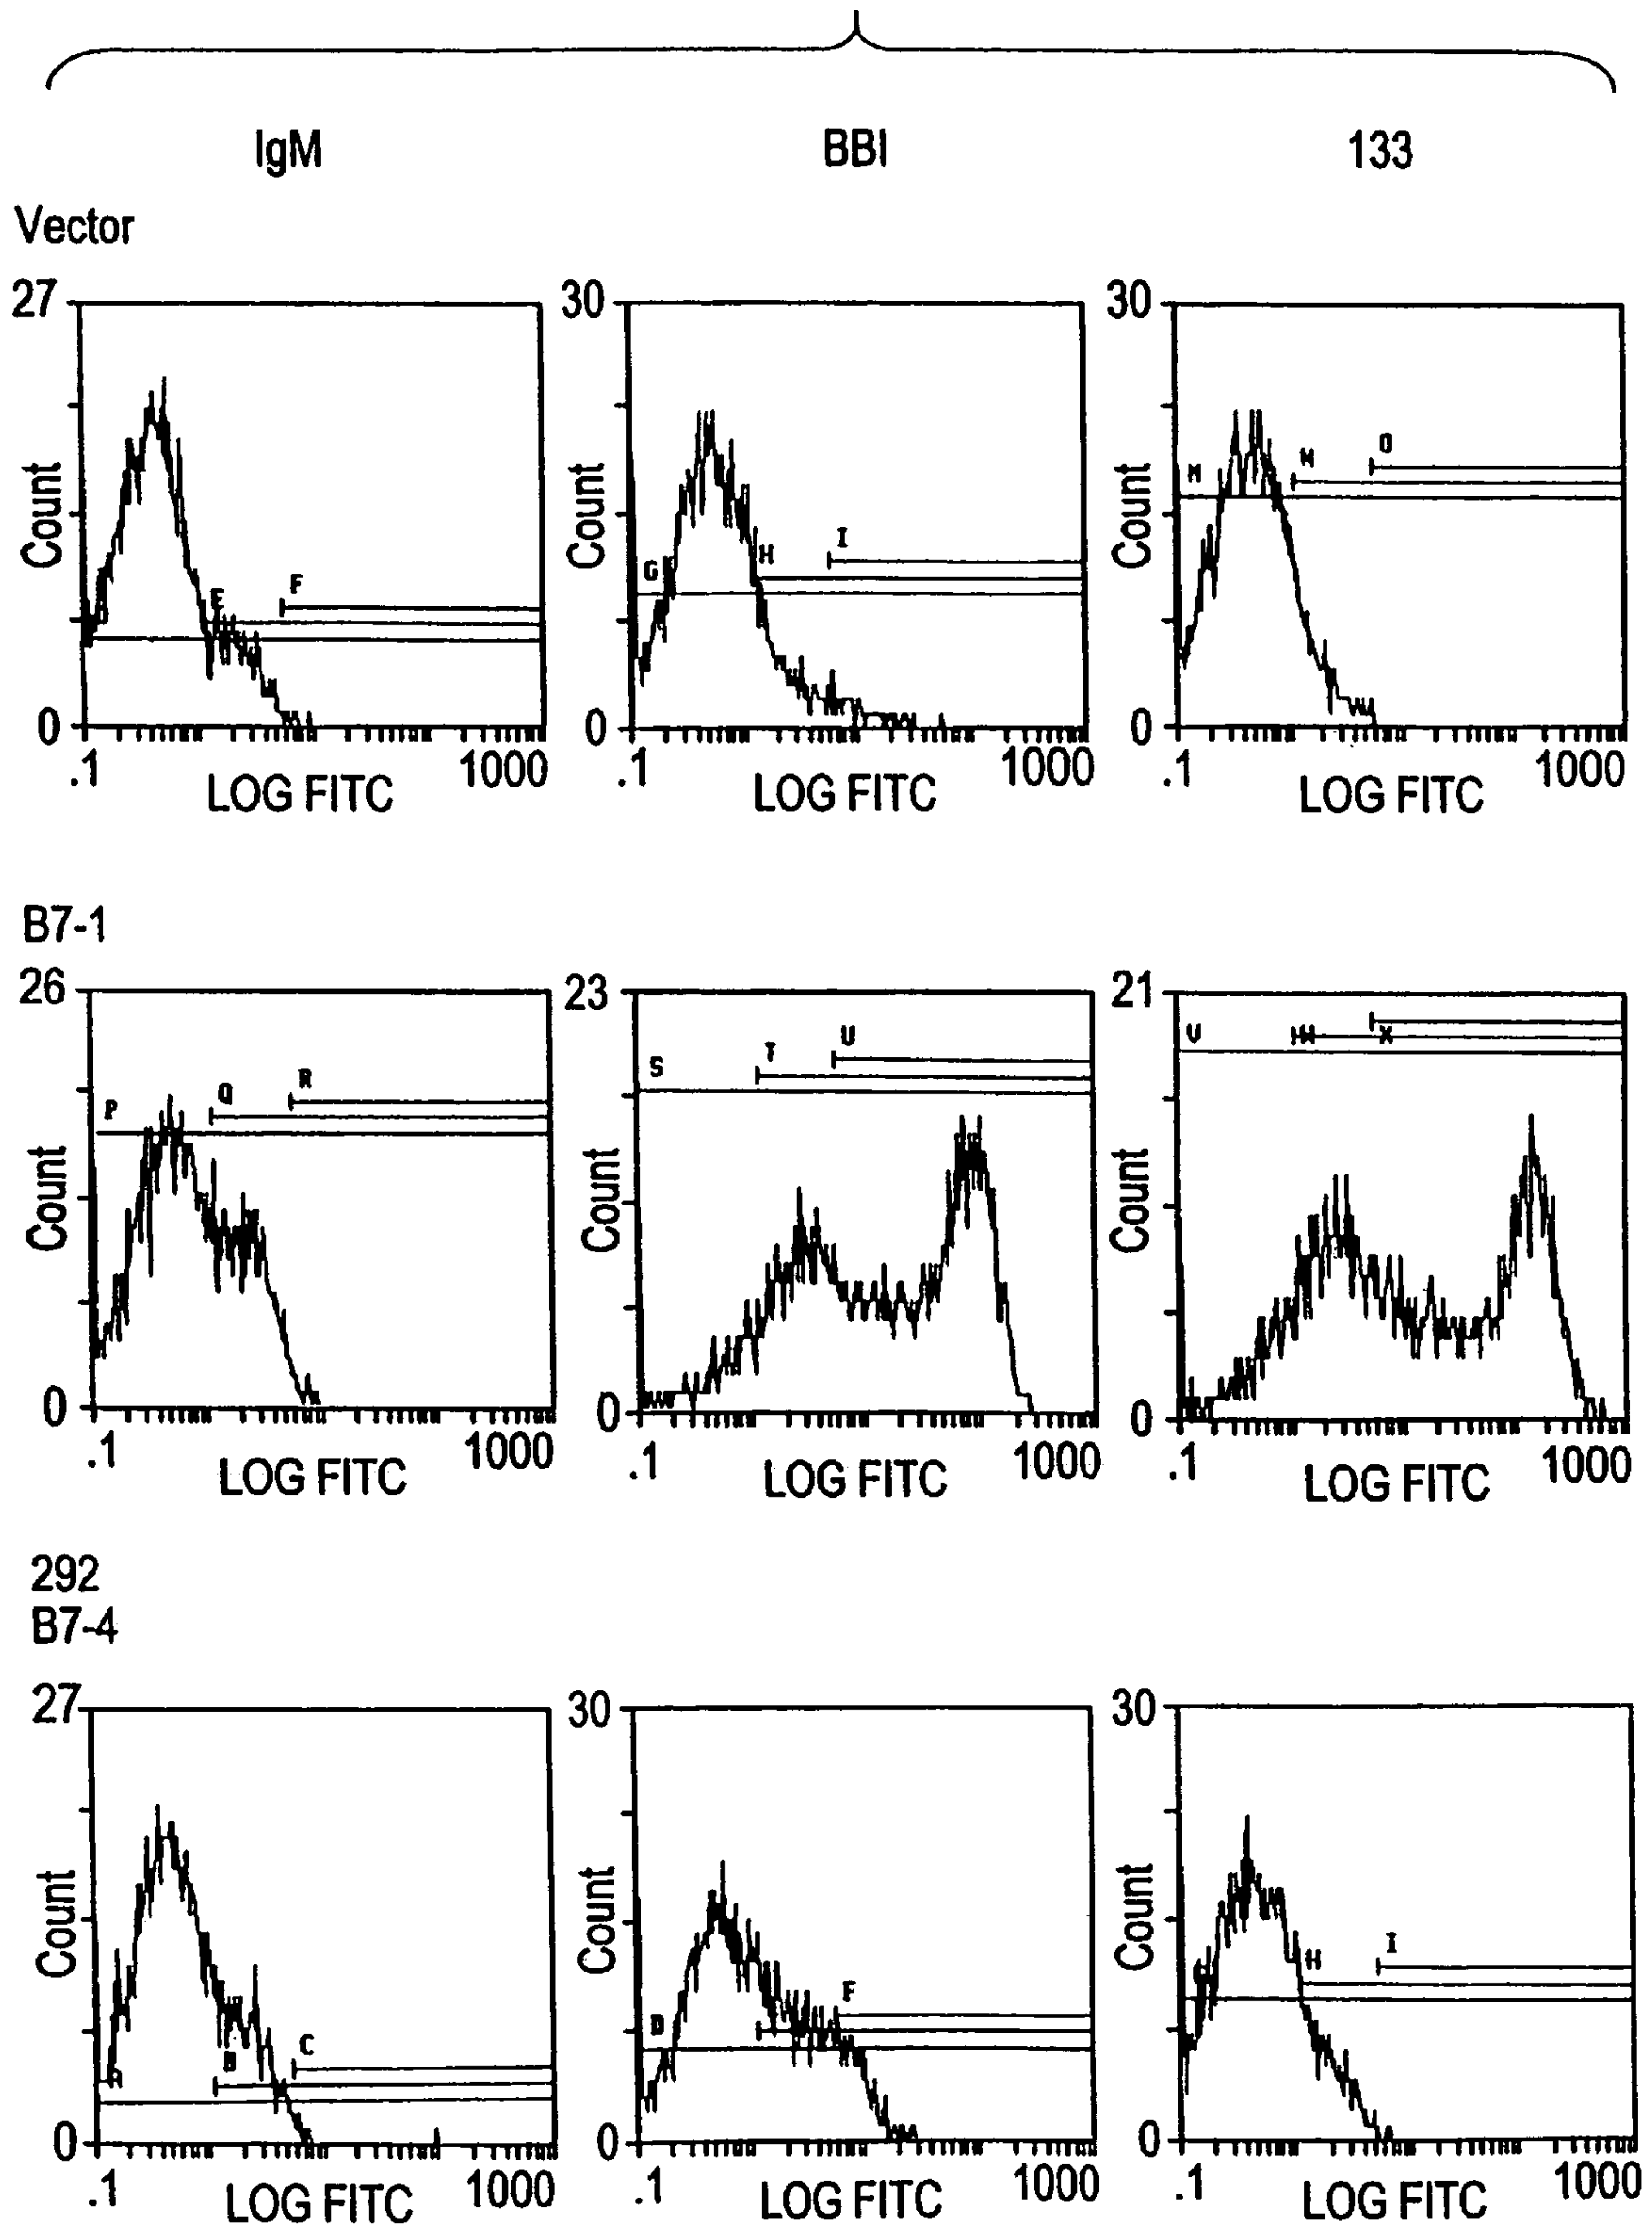 IgM BBI 133
Vector
27 30 30
Count Count Count
E F G H I M M O
0 0 0
.1 1000 .1 1000 .1 1000
LOG FITC LOG FITC LOG FITC
B7-1
26 23 21
Count Count Count
P Q R S T U V W X
0 0 0
.1 1000 .1 1000 .1 1000
LOG FITC LOG FITC LOG FITC
292
B7-4
27 30 30
Count Count Count
A B C D F H I
0 0 0
.1 1000 .1 1000 .1 1000
LOG FITC LOG FITC LOG FITC